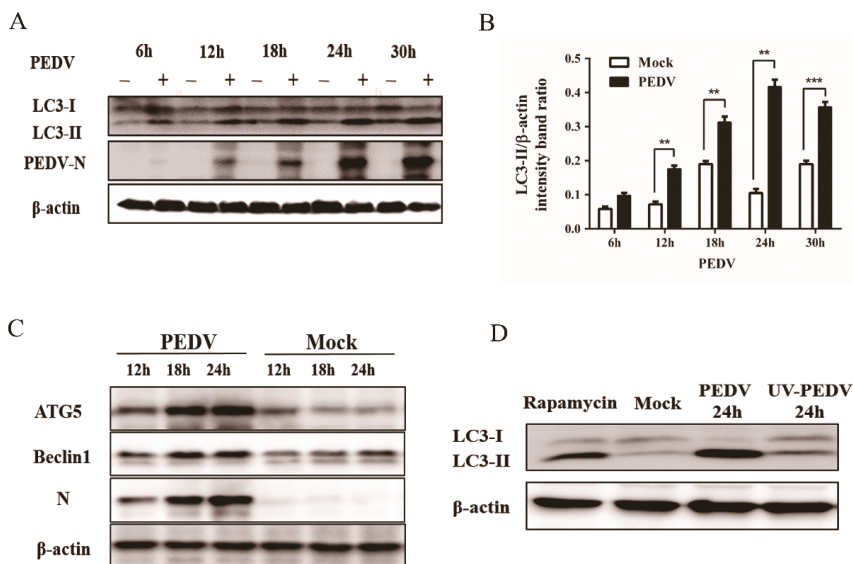 A
6h 12h 18h 24h 30h
PEDV
– + – + – + – + – +
LC3-I
LC3-II
PEDV-N
β-actin
B
Mock
PEDV
LC3-II/β-actin
intensity band ratio
0.5
0.4
0.3
0.2
0.1
0.0
** ** ** ***
6h 12h 18h 24h 30h
PEDV
C
PEDV Mock
12h 18h 24h 12h 18h 24h
ATG5
Beclin1
N
β-actin
D
Rapamycin Mock PEDV 24h UV-PEDV 24h
LC3-I
LC3-II
β-actin